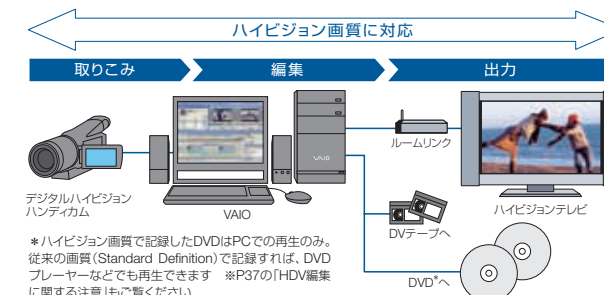 ハイビジョン画質に対応
取りこみ
編集
出力
デジタルハイビジョン
ハンディカム
VAIO
VAIO
ルームリンク
DVテープへ
DVD*へ
ハイビジョンテレビ
*ハイビジョン画質で記録したDVDはPCでの再生のみ。
従来の画質(Standard Definition)で記録すれば、DVD
プレーヤーなどでも再生できます ※P37の「HDV編集
に関する注意」もご覧ください